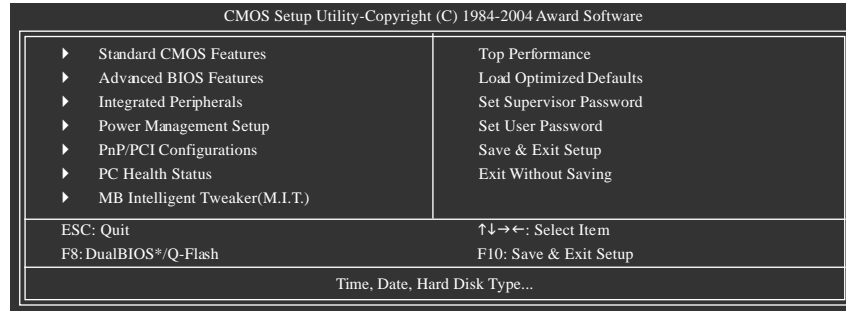 CMOS Setup Utility-Copyright (C) 1984-2004 Award Software
Standard CMOS Features
Advanced BIOS Features
Integrated Peripherals
Power Management Setup
PnP/PCI Configurations
PC Health Status
MB Intelligent Tweaker(M.I.T.)
Top Performance
Load Optimized Defaults
Set Supervisor Password
Set User Password
Save & Exit Setup
Exit Without Saving
ESC: Quit
↑↓→←: Select Item
F8: DualBIOS*/Q-Flash
F10: Save & Exit Setup
Time, Date, Hard Disk Type...